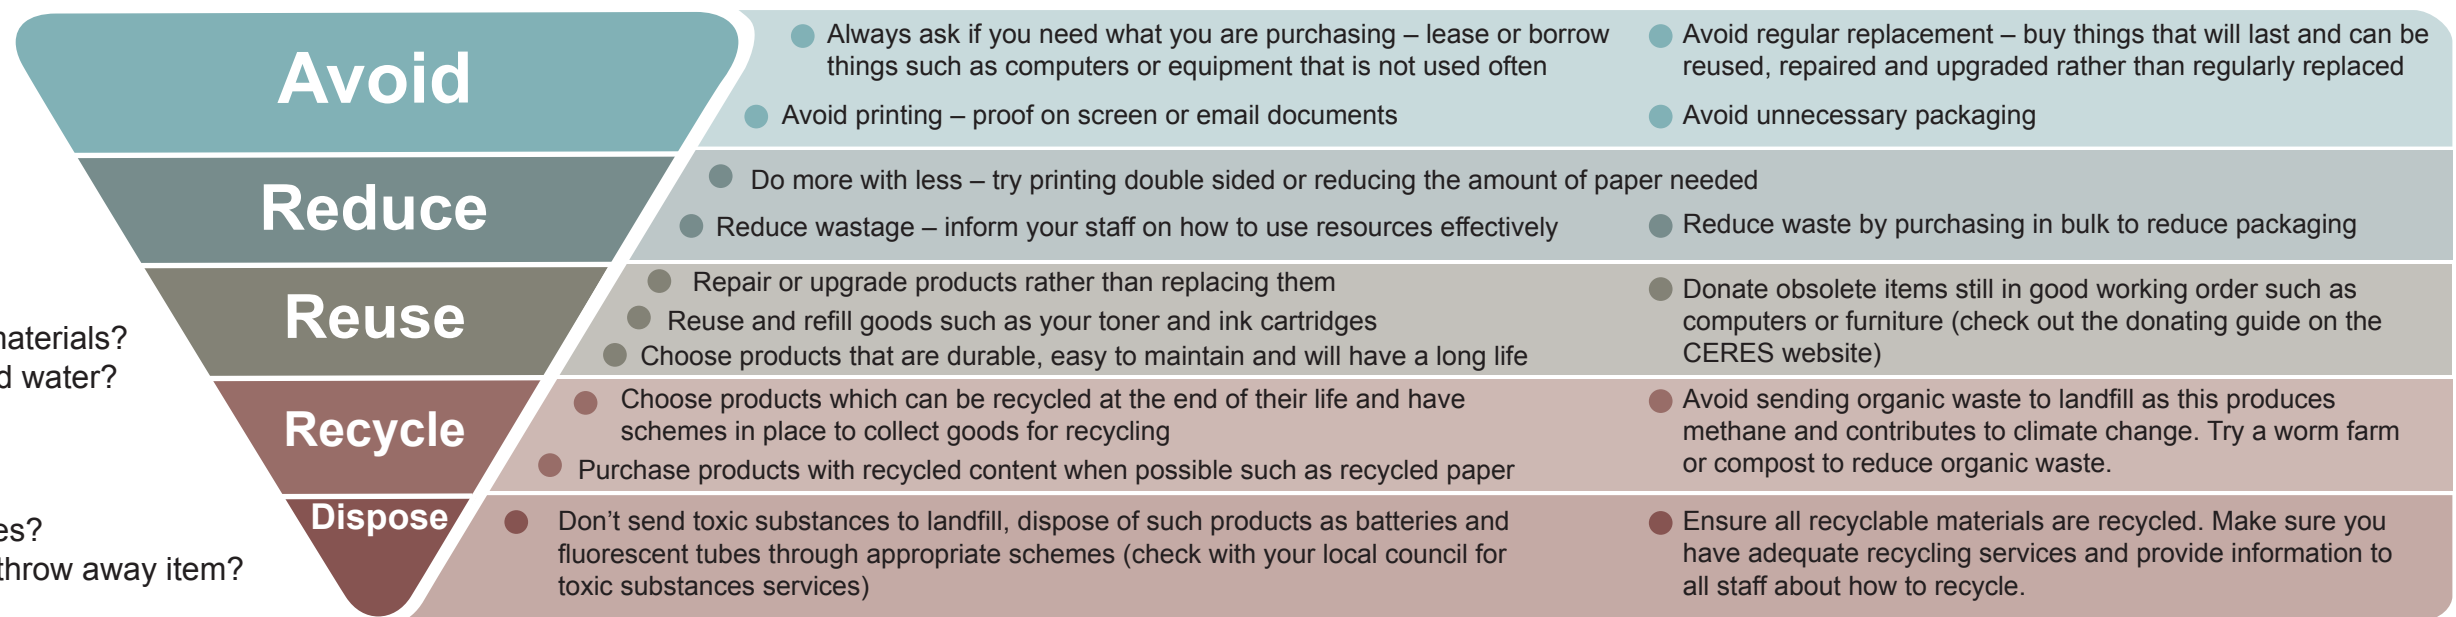 Avoid
Always ask if you need what you are purchasing – lease or borrow
things such as computers or equipment that is not used often
Avoid printing – proof on screen or email documents
Avoid regular replacement – buy things that will last and can be
reused, repaired and upgraded rather than regularly replaced
Avoid unnecessary packaging
Reduce
Do more with less – try printing double sided or reducing the amount of paper needed
Reduce wastage – inform your staff on how to use resources effectively
Reduce waste by purchasing in bulk to reduce packaging
Reuse
Repair or upgrade products rather than replacing them
Reuse and refill goods such as your toner and ink cartridges
Choose products that are durable, easy to maintain and will have a long life
Donate obsolete items still in good working order such as
computers or furniture (check out the donating guide on the
CERES website)
water?
Recycle
Choose products which can be recycled at the end of their life and have
schemes in place to collect goods for recycling
Purchase products with recycled content when possible such as recycled paper
Avoid sending organic waste to landfill as this produces
methane and contributes to climate change. Try a worm farm
or compost to reduce organic waste.
Dispose
Don’t send toxic substances to landfill, dispose of such products as batteries and
fluorescent tubes through appropriate schemes (check with your local council for
toxic substances services)
Ensure all recyclable materials are recycled. Make sure you
have adequate recycling services and provide information to
all staff about how to recycle.
throw away item?